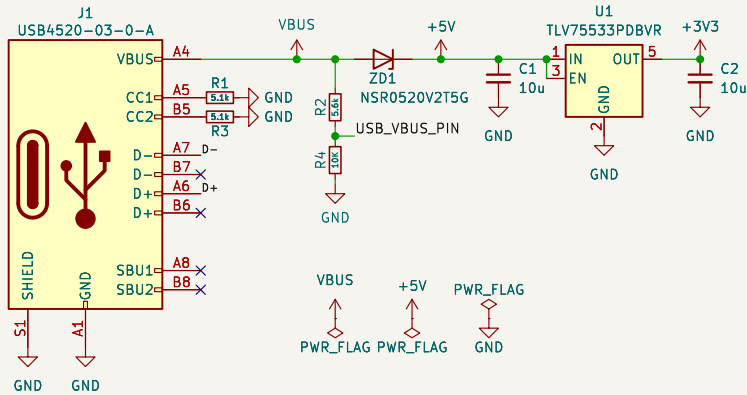 J1
USB4520-03-0-A
VBUS
A4
CC1
A5
CC2
B5
D-
A7
D-
D-
B7
D+
A6
D+
D+
B6
SBU1
A8
SBU2
B8
SHIELD
GND
S1
A1
GND
GND
R1
5.1k
GND
5.1k
GND
R3
VBUS
R2
5.6k
USB_VBUS_PIN
R4
10K
GND
ZD1
NSR0520V2T5G
+5V
C1
10u
GND
U1
TLV75533PDBVR
1
IN
3
EN
OUT
5
GND
2
GND
+3V3
C2
10u
GND
VBUS
PWR_FLAG
+5V
PWR_FLAG
PWR_FLAG
GND